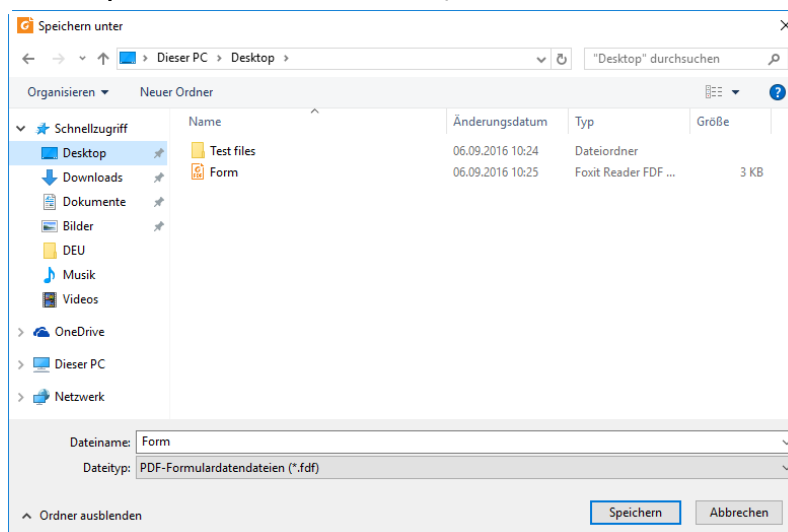 Speichern unter
Dieser PC > Desktop >
"Desktop" durchsuchen
Organisieren
Neuer Ordner
Name
Änderungsdatum
Typ
Größe
Schnellzugriff
Desktop
Downloads
Dokumente
Bilder
DEU
Musik
Videos
OneDrive
Dieser PC
Netzwerk
Test files 06.09.2016 10:24 Dateiordner
Form 06.09.2016 10:25 Foxit Reader FDF ... 3 KB
Dateiname: Form
Dateityp: PDF-Formulardatendateien (*.fdf)
Ordner ausblenden
Speichern
Abbrechen